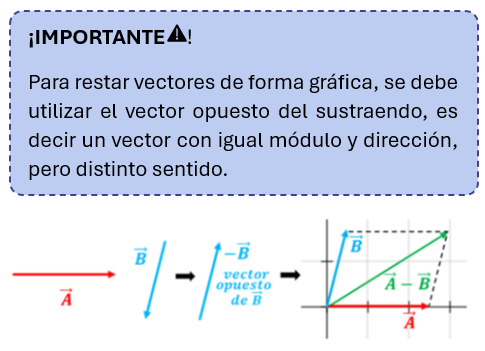 ¡IMPORTANTE⚠!
Para restar vectores de forma gráfica, se debe
utilizar el vector opuesto del sustraendo, es
decir un vector con igual módulo y dirección,
pero distinto sentido.
A⃗
B⃗
−B⃗
vector
opuesto
de B⃗
B⃗
A⃗ − B⃗
A⃗